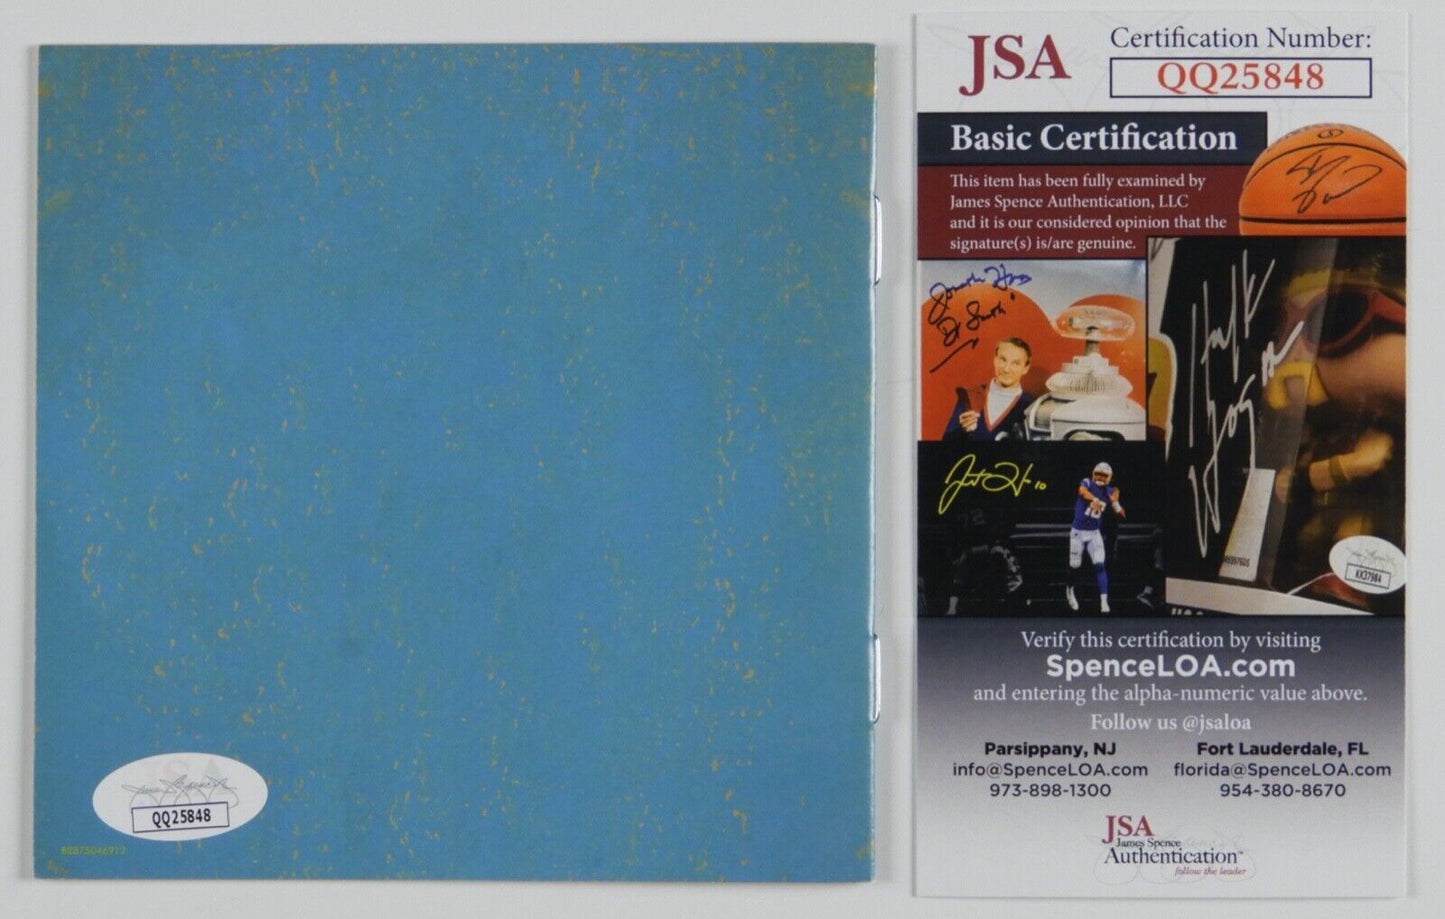 QQ25848
88875046912
JSA
Certification Number:
QQ25848
Basic Certification
This item has been fully examined by
James Spence Authentication, LLC
and it is our considered opinion that the
signature(s) is/are genuine.
KK37984
Verify this certification by visiting
SpenceLOA.com
and entering the alpha-numeric value above.
Follow us @jsaloa
Parsippany, NJ
info@SpenceLOA.com
973-898-1300
Fort Lauderdale, FL
florida@SpenceLOA.com
954-380-8670
JSA
James Spence
Authentication™
follow the leader